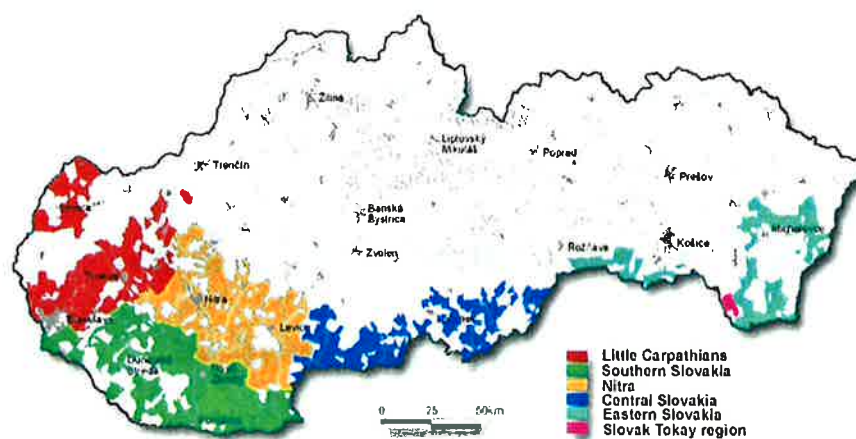 Žilina
Liptovský
Mikuláš
Poprad
Trenčín
Prešov
Banská
Bystrica
Michalovce
Zvolen
Rožňava
Košice
Nitra
Levice
Little Carpathians
Southern Slovakia
Nitra
Central Slovakia
Eastern Slovakia
Slovak Tokay region
0 25 50km